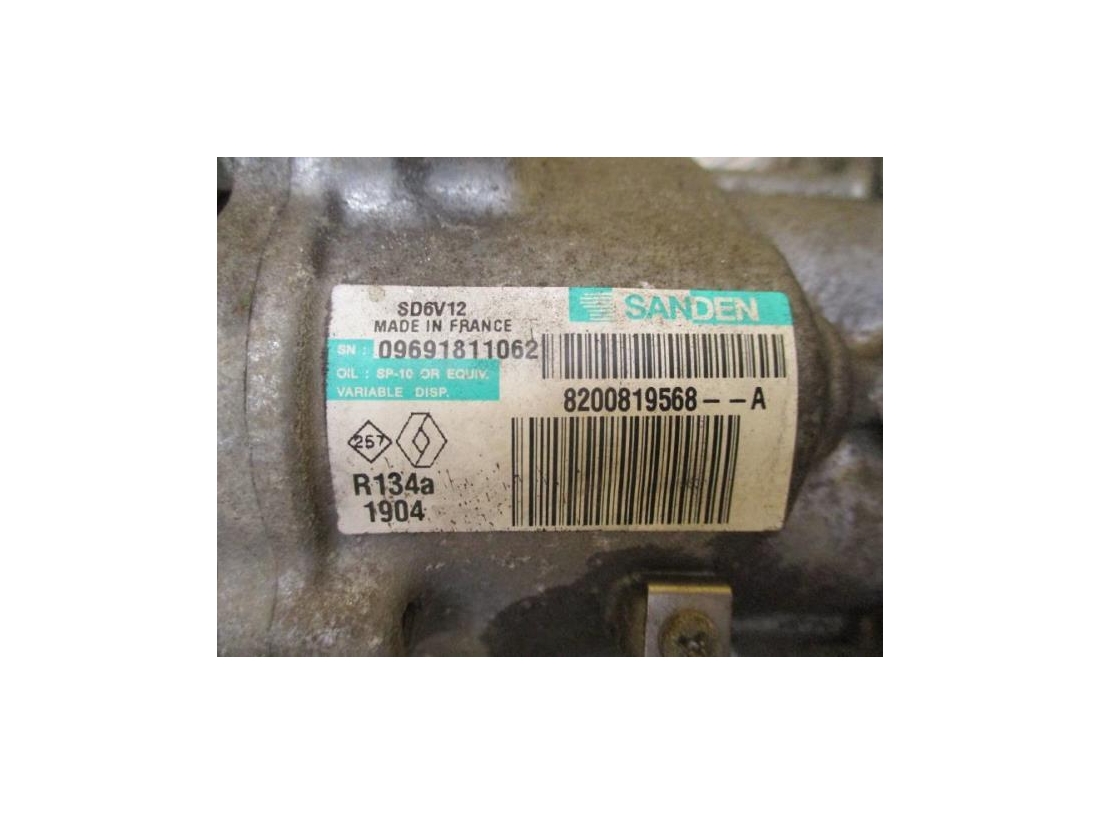 SD6V12
MADE IN FRANCE
SANDEN
SN : 09691811062
OIL : SP-10 OR EQUIV.
VARIABLE DISP.
8200819568--A
257
R134a
1904